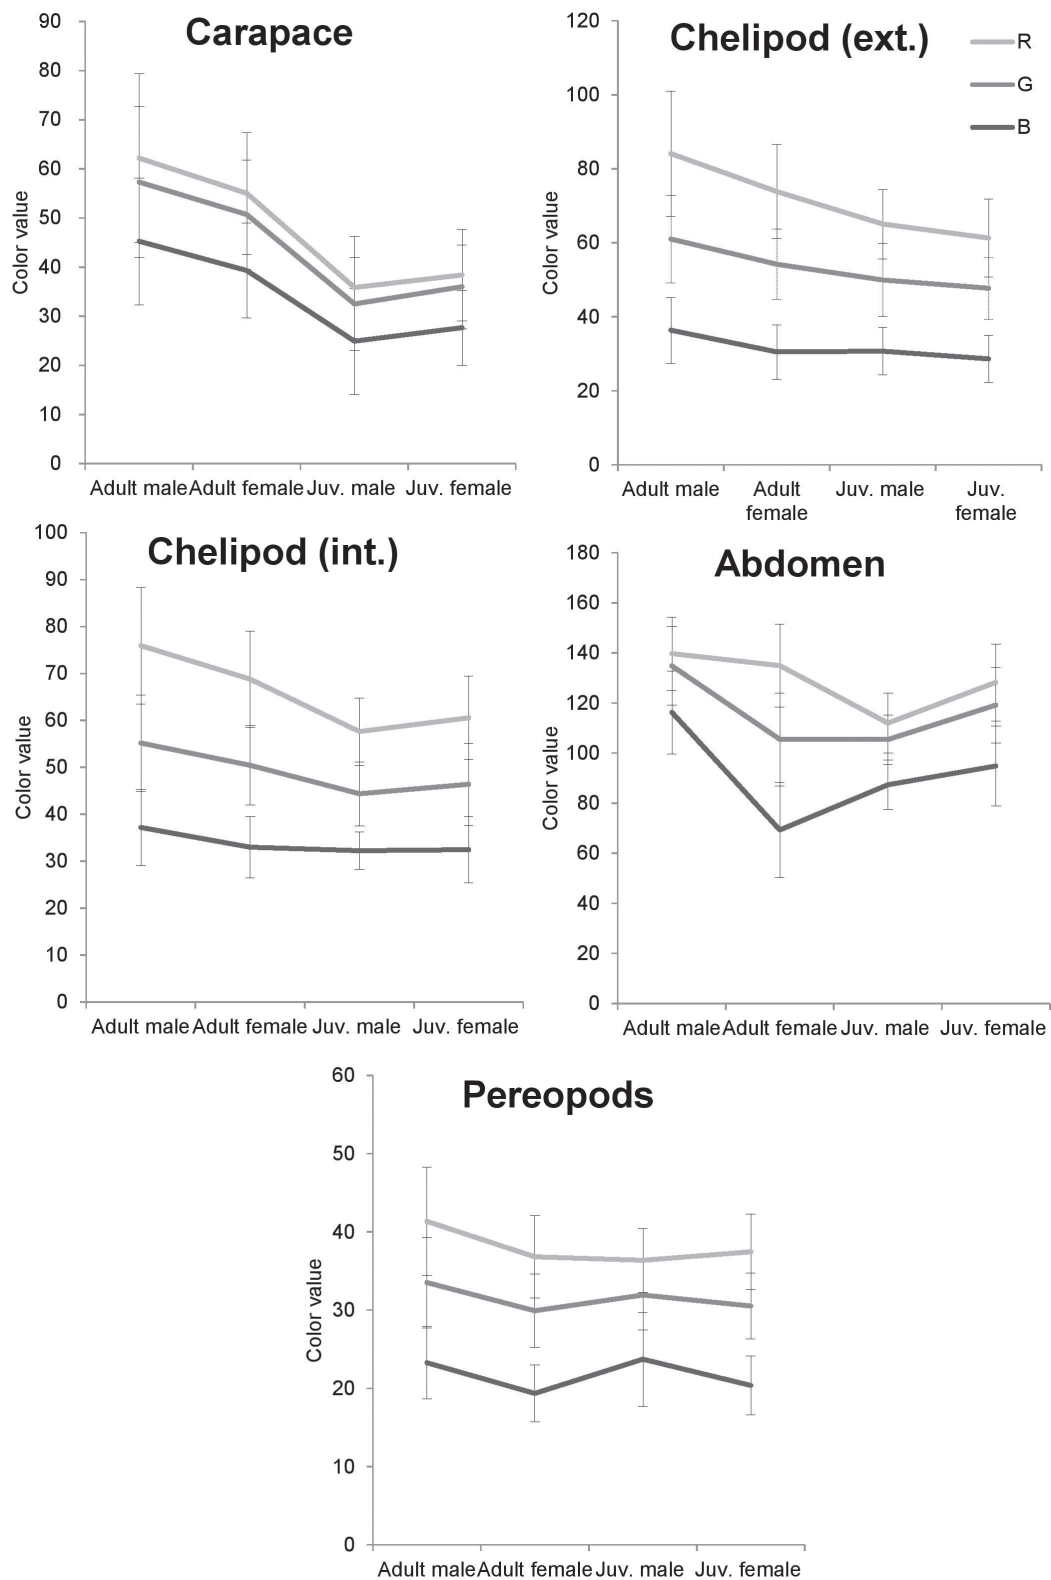 Carapace
90
80
70
60
50
40
30
20
10
0
Color value
Adult male Adult female Juv. male Juv. female
Chelipod (ext.)
R
G
B
120
100
80
60
40
20
0
Color value
Adult male Adult Juv. male Juv.
female female
Chelipod (int.)
100
90
80
70
60
50
40
30
20
10
0
Color value
Adult male Adult female Juv. male Juv. female
Abdomen
180
160
140
120
100
80
60
40
20
0
Color value
Adult male Adult female Juv. male Juv. female
Pereopods
60
50
40
30
20
10
0
Color value
Adult male Adult female Juv. male Juv. female